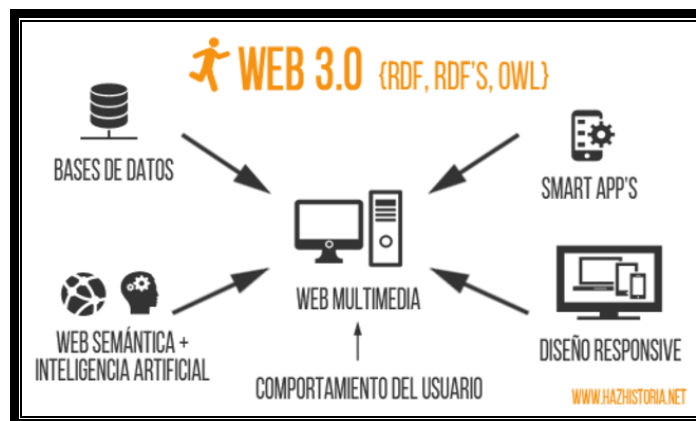 WEB 3.0 {RDF, RDF'S, OWL}
BASES DE DATOS
SMART APP'S
WEB MULTIMEDIA
WEB SEMÁNTICA +
INTELIGENCIA ARTIFICIAL
DISEÑO RESPONSIVE
COMPORTAMIENTO DEL USUARIO
WWW.HAZHISTORIA.NET